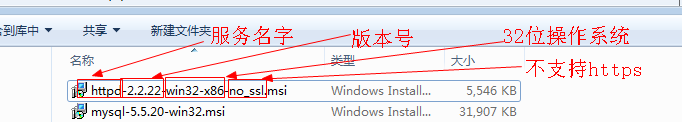 含到库中 共享 新建文件夹
服务名字 版本号 32位操作系统
名称 类型 大小
不支持https
httpd-2.2.22-win32-x86-no_ssl.msi Windows Install... 5,546 KB
mysql-5.5.20-win32.msi Windows Install... 31,907 KB